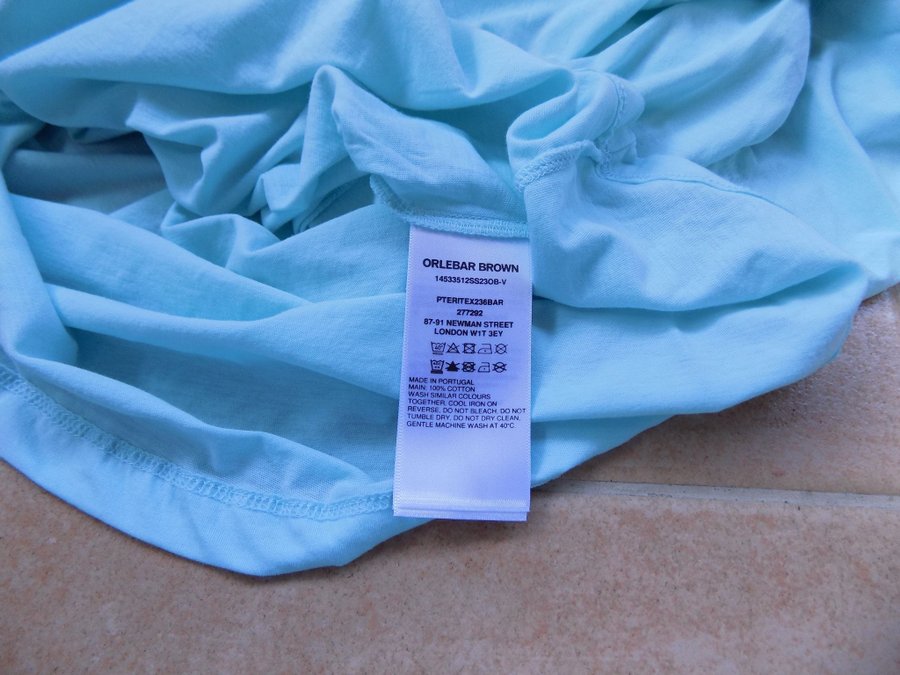 ORLEBAR BROWN
14533512SS23OB-V
PTERITEX236BAR
277292
87-91 NEWMAN STREET
LONDON W1T 3EY
MADE IN PORTUGAL
MAIN: 100% COTTON
WASH SIMILAR COLOURS
TOGETHER. COOL IRON ON
REVERSE. DO NOT BLEACH. DO NOT
TUMBLE DRY. DO NOT DRY CLEAN.
GENTLE MACHINE WASH AT 40°C